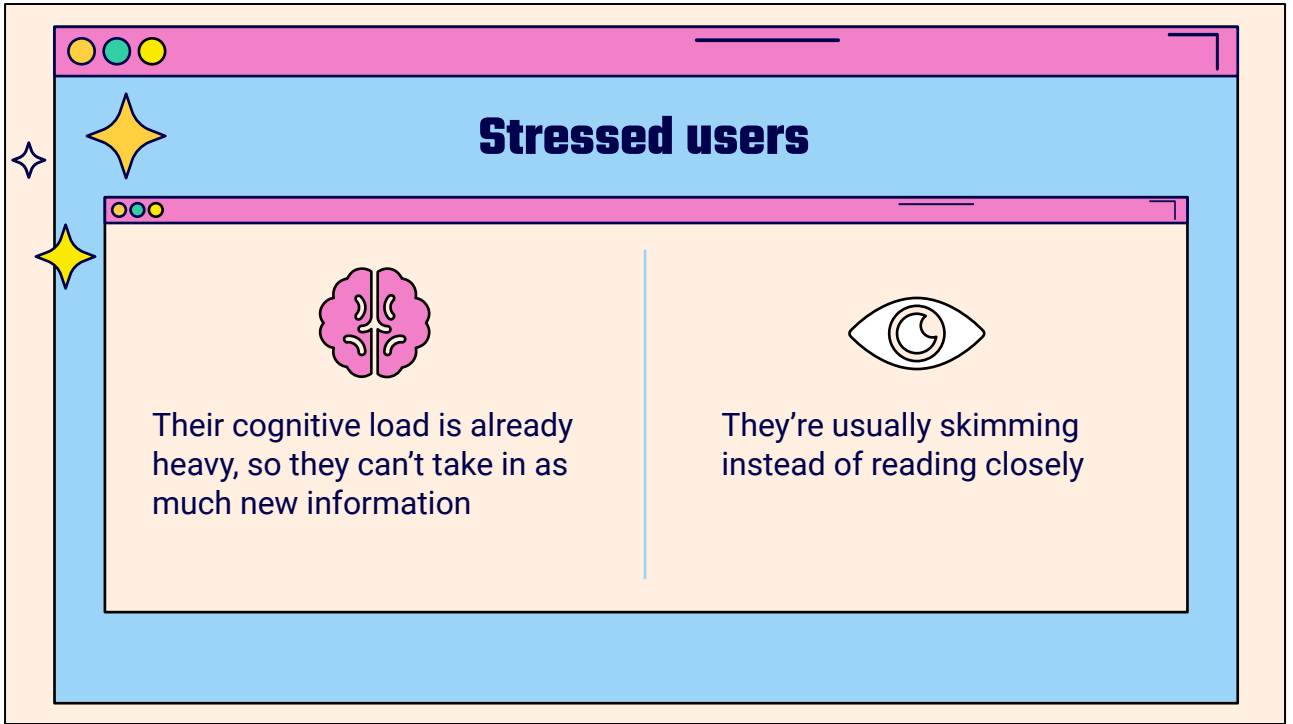 Stressed users
Their cognitive load is already
heavy, so they can’t take in as
much new information
They’re usually skimming
instead of reading closely